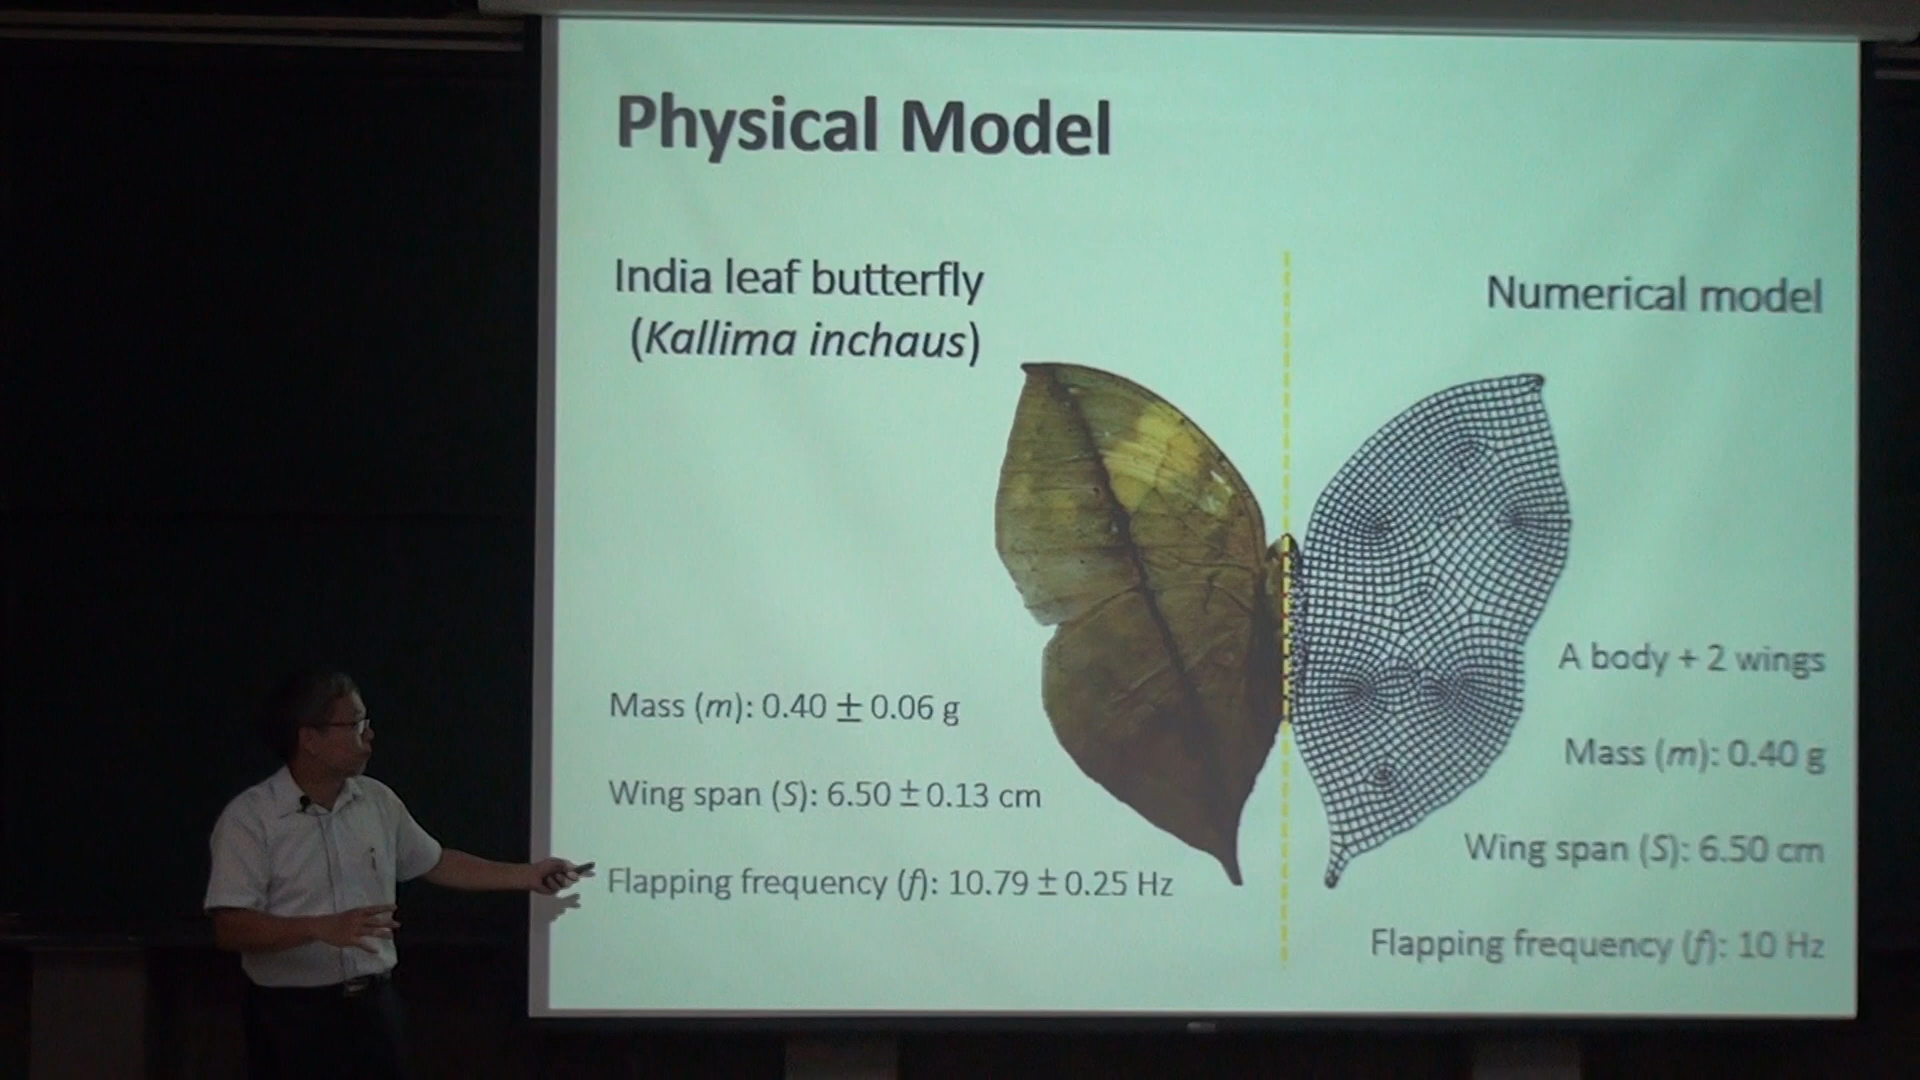 Physical Model
India leaf butterfly
(Kallima inchaus)
Mass (m): 0.40 ± 0.06 g
Wing span (S): 6.50 ± 0.13 cm
Flapping frequency (f): 10.79 ± 0.25 Hz
Numerical model
A body + 2 wings
Mass (m): 0.40 g
Wing span (S): 6.50 cm
Flapping frequency (f): 10 Hz